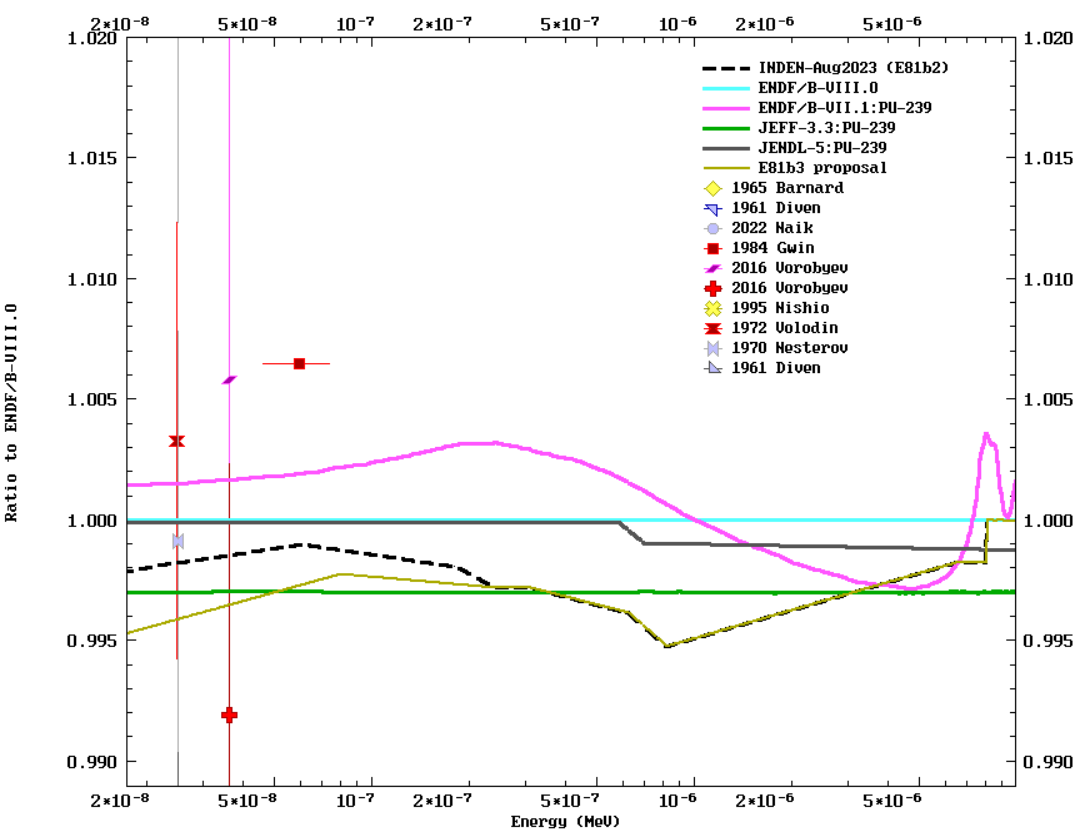 2*10-8 5*10-8 10-7 2*10-7 5*10-7 10-6 2*10-6 5*10-6
1.020 1.020
INDEN-Aug2023 (E81b2)
ENDF/B-VIII.0
ENDF/B-VII.1:PU-239
JEFF-3.3:PU-239
JENDL-5:PU-239
E81b3 proposal
1965 Barnard
1961 Diven
2022 Naik
1984 Gwin
2016 Vorobyev
2016 Vorobyev
1995 Nishio
1972 Volodin
1970 Nesterov
1961 Diven
1.015 1.015
1.010 1.010
1.005 1.005
1.000 1.000
0.995 0.995
0.990 0.990
Ratio to ENDF/B-VIII.0
2*10-8 5*10-8 10-7 2*10-7 5*10-7 10-6 2*10-6 5*10-6
Energy (MeV)